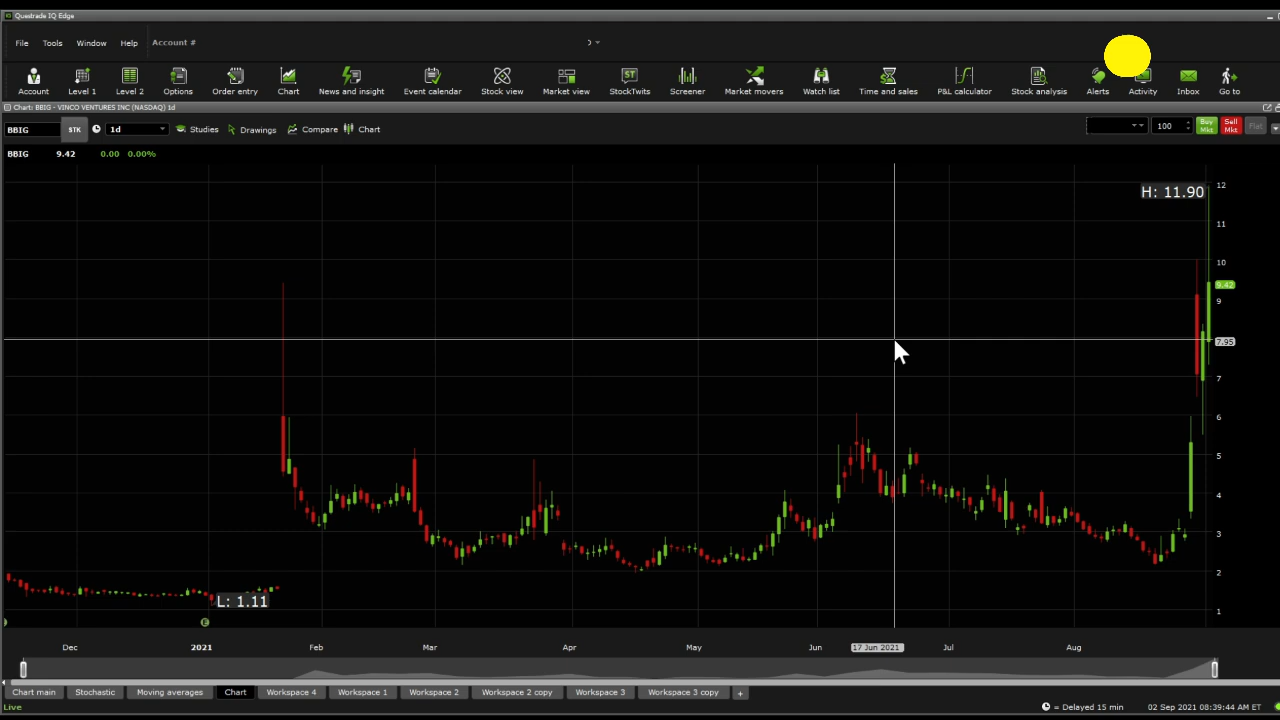 Questrade IQ Edge
File Tools Window Help Account #
Account Level 1 Level 2 Options Order entry Chart News and insight Event calendar Stock view Market view StockTwits Screener Market movers Watch list Time and sales P&L calculator Stock analysis Alerts Activity Inbox Go to
Chart: BBIG - VINCO VENTURES INC (NASDAQ) 1d
BBIG STK 1d Studies Drawings Compare Chart 100 Buy Mkt Sell Mkt Flat
BBIG 9.42 0.00 0.00%
H: 11.90
12
11
10
9.42
9
7.95
7
6
5
4
3
2
1
L: 1.11
E
Dec 2021 Feb Mar Apr May Jun 17 Jun 2021 Jul Aug
Chart main Stochastic Moving averages Chart Workspace 4 Workspace 1 Workspace 2 Workspace 2 copy Workspace 3 Workspace 3 copy +
Live = Delayed 15 min 02 Sep 2021 08:39:44 AM ET